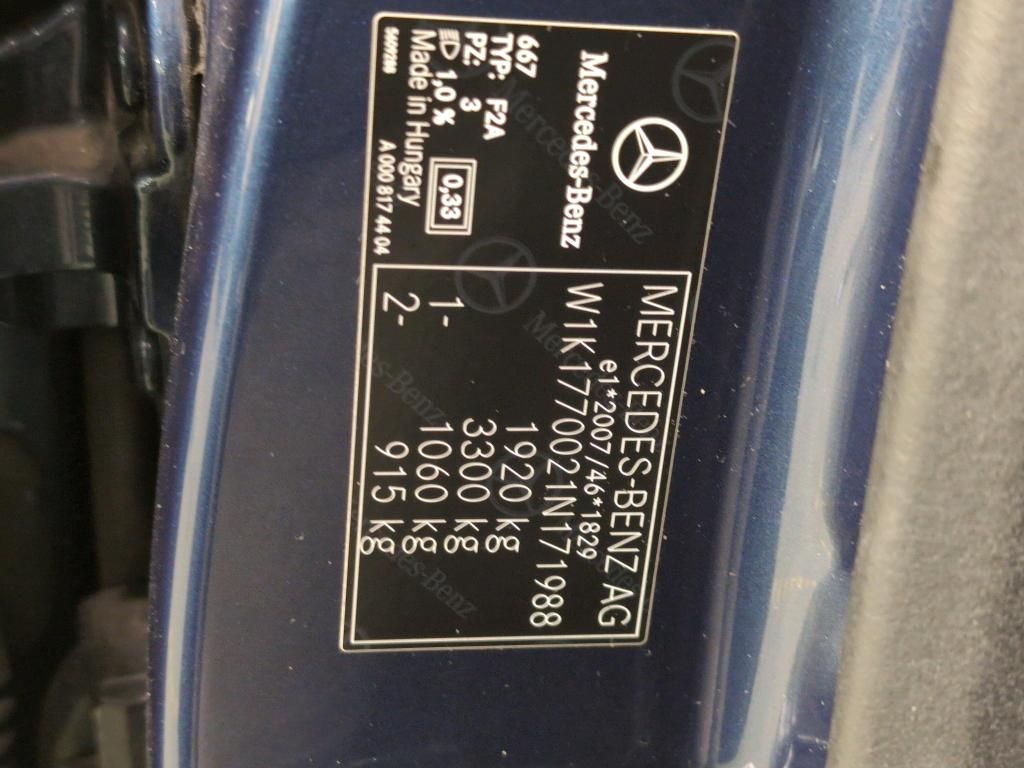 Mercedes-Benz
667
TYP: F2A
PZ: 3
1,0 %
0,33
Made in Hungary
5609286 A 000 817 44 04
MERCEDES-BENZ AG
e1*2007/46*1829
W1K1770021N171988
1920 kg
3300 kg
1- 1060 kg
2- 915 kg